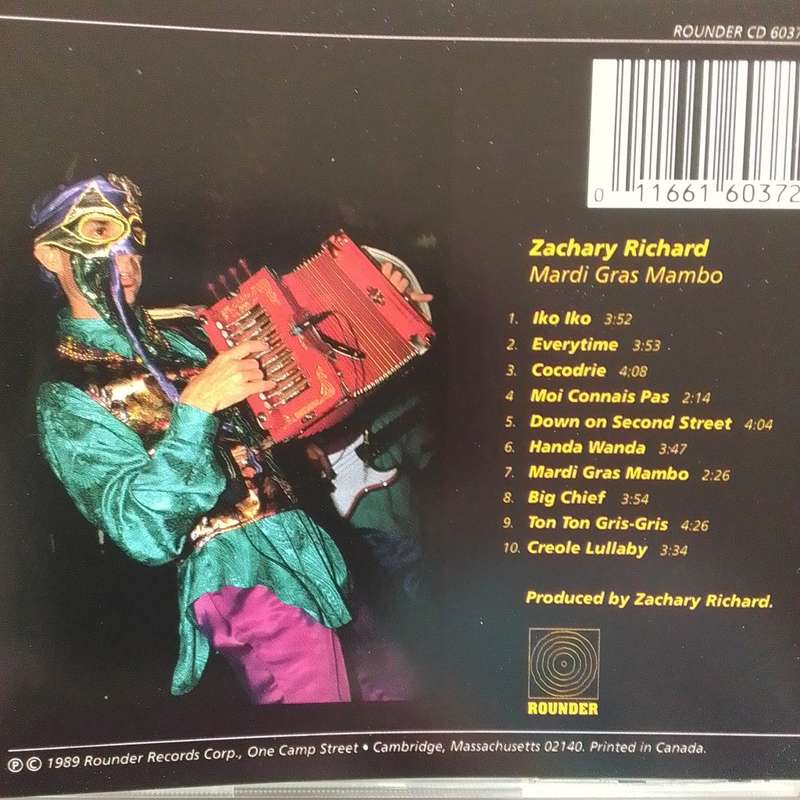 ROUNDER CD 6037
0 11661 60372
Zachary Richard
Mardi Gras Mambo
1. Iko Iko 3:52
2. Everytime 3:53
3. Cocodrie 4:08
4 Moi Connais Pas 2:14
5. Down on Second Street 4:04
6. Handa Wanda 3:47
7. Mardi Gras Mambo 2:26
8. Big Chief 3:54
9. Ton Ton Gris-Gris 4:26
10. Creole Lullaby 3:34
Produced by Zachary Richard.
ROUNDER
℗ © 1989 Rounder Records Corp., One Camp Street • Cambridge, Massachusetts 02140. Printed in Canada.